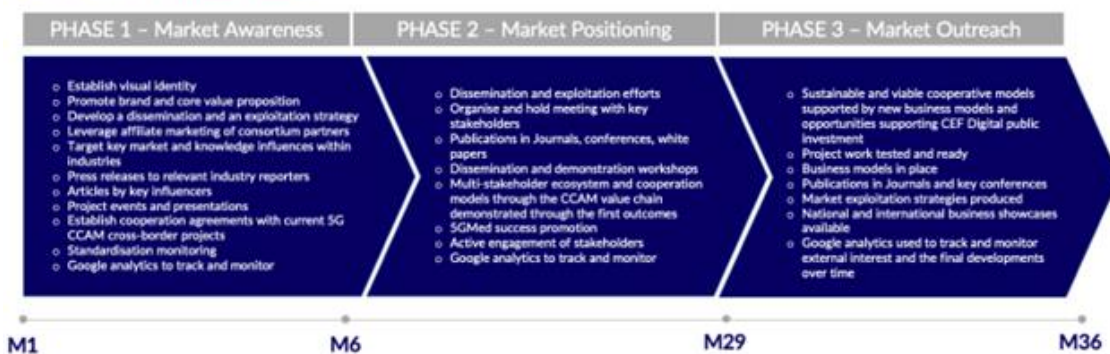 PHASE 1 – Market Awareness
PHASE 2 – Market Positioning
PHASE 3 – Market Outreach
o Establish visual identity
o Promote brand and core value proposition
o Develop a dissemination and an exploitation strategy
o Leverage affiliate marketing of consortium partners
o Target key market and knowledge influences within
industries
o Press releases to relevant industry reporters
o Articles by key influencers
o Project events and presentations
o Establish cooperation agreements with current 5G
CCAM cross-border projects
o Standardisation monitoring
o Google analytics to track and monitor
o Dissemination and exploitation efforts
o Organise and hold meeting with key
stakeholders
o Publications in Journals, conferences, white
papers
o Dissemination and demonstration workshops
o Multi-stakeholder ecosystem and cooperation
models through the CCAM value chain
demonstrated through the first outcomes
o 5GMed success promotion
o Active engagement of stakeholders
o Google analytics to track and monitor
o Sustainable and viable cooperative models
supported by new business models and
opportunities supporting CEF Digital public
investment
o Project work tested and ready
o Business models in place
o Publications in Journals and key conferences
o Market exploitation strategies produced
o National and international business showcases
available
o Google analytics used to track and monitor
external interest and the final developments
over time
M1
M6
M29
M36